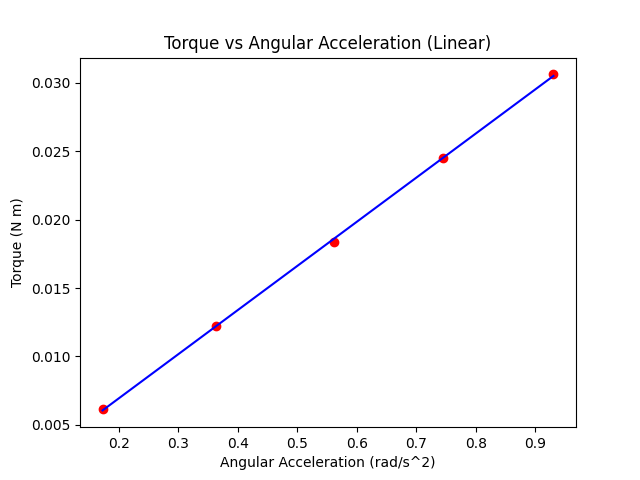 Torque vs Angular Acceleration (Linear)
0.030
0.025
0.020
0.015
0.010
0.005
Torque (N m)
0.2 0.3 0.4 0.5 0.6 0.7 0.8 0.9
Angular Acceleration (rad/s^2)